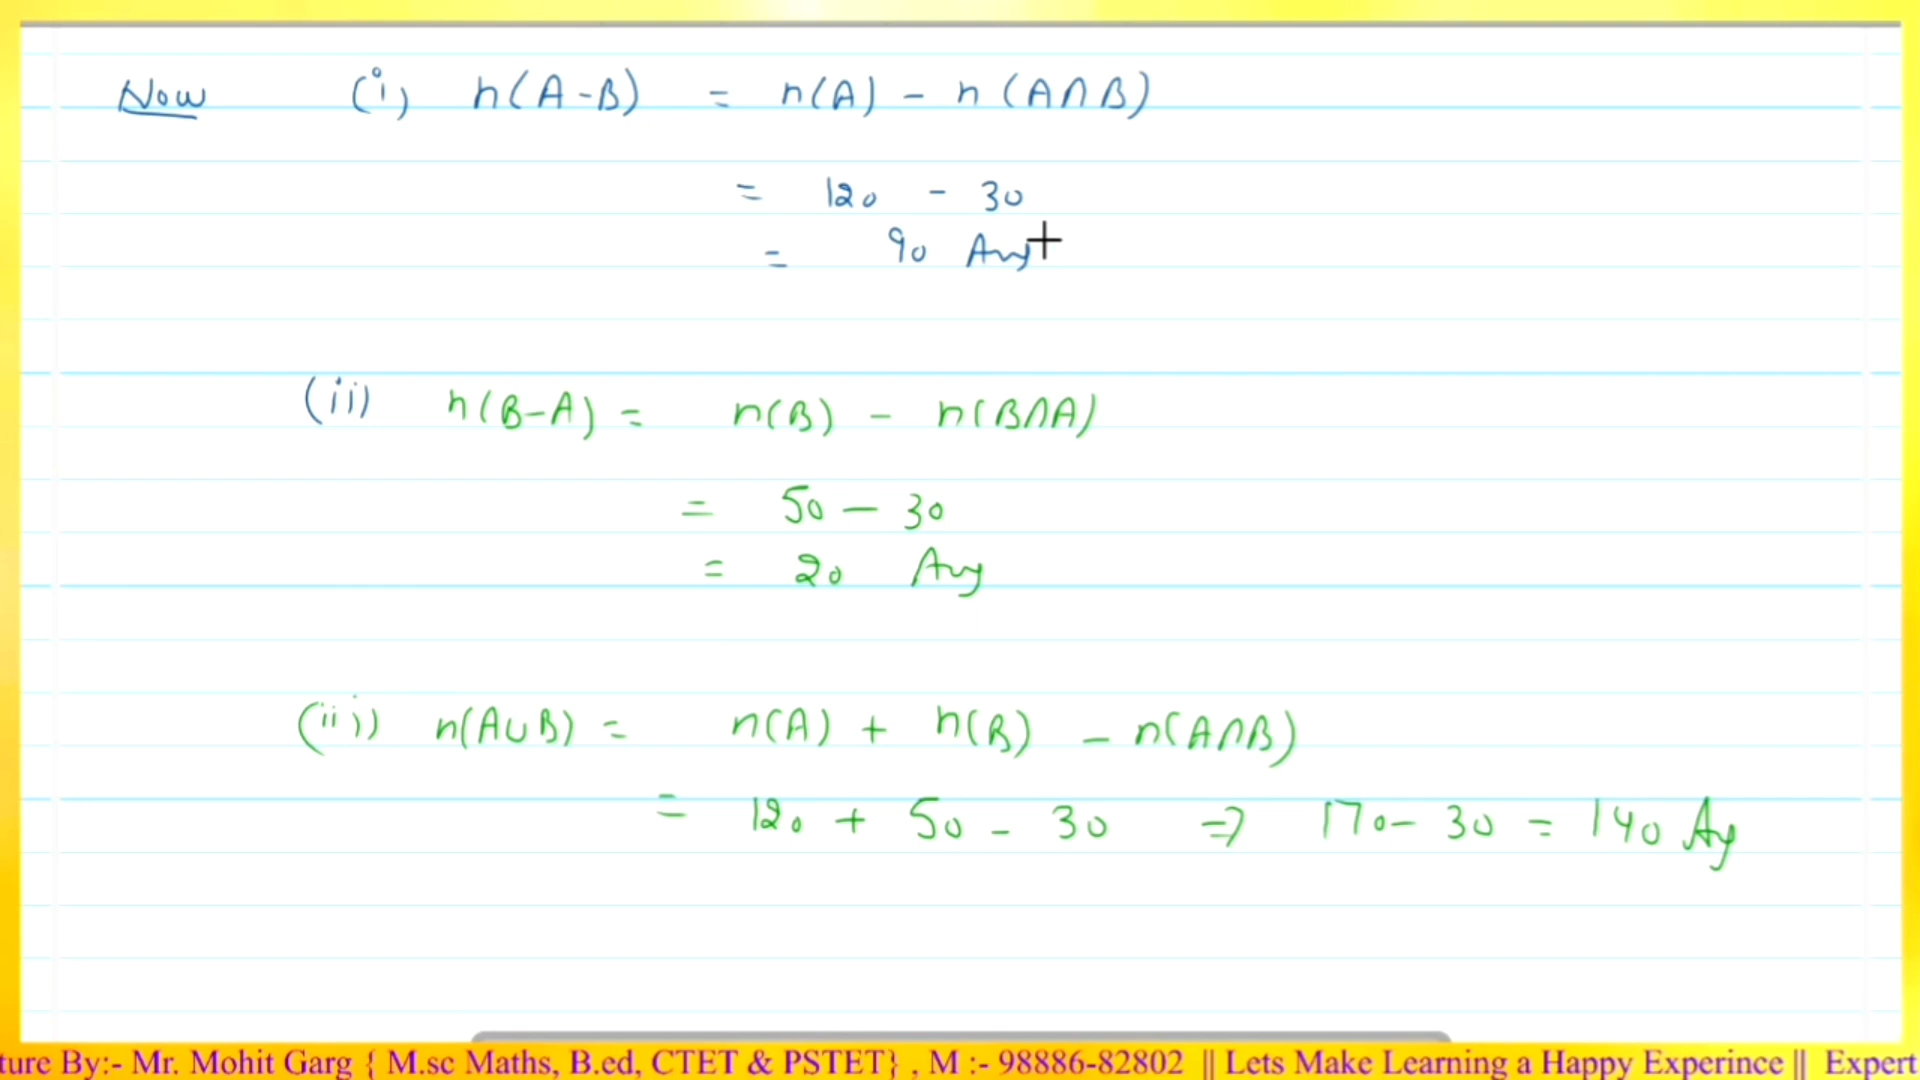 Now (i) n(A-B) = n(A) - n(A∩B)
= 120 - 30
= 90 Ans
(ii) n(B-A) = n(B) - n(B∩A)
= 50 - 30
= 20 Ans
(iii) n(A∪B) = n(A) + n(B) - n(A∩B)
= 120 + 50 - 30 ⇒ 170 - 30 = 140 Ans
ture By:- Mr. Mohit Garg { M.sc Maths, B.ed, CTET & PSTET} , M :- 98886-82802 || Lets Make Learning a Happy Experince || Expert